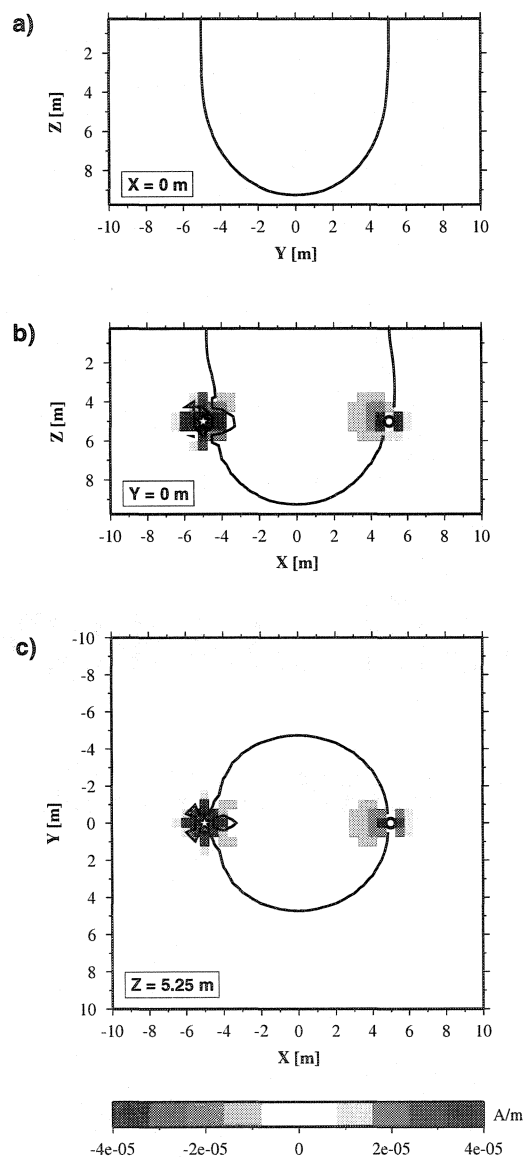 a)
2
4
6
8
Z [m]
X = 0 m
-10 -8 -6 -4 -2 0 2 4 6 8 10
Y [m]
b)
2
4
6
8
Z [m]
Y = 0 m
-10 -8 -6 -4 -2 0 2 4 6 8 10
X [m]
c)
-10
-8
-6
-4
-2
0
2
4
6
8
10
Y [m]
Z = 5.25 m
-10 -8 -6 -4 -2 0 2 4 6 8 10
X [m]
A/m
-4e-05 -2e-05 0 2e-05 4e-05